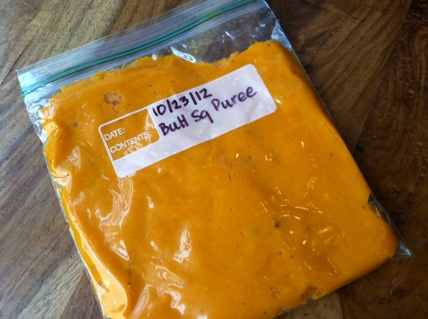 DATE: 10/23/12
CONTENTS: Butt Sq Puree